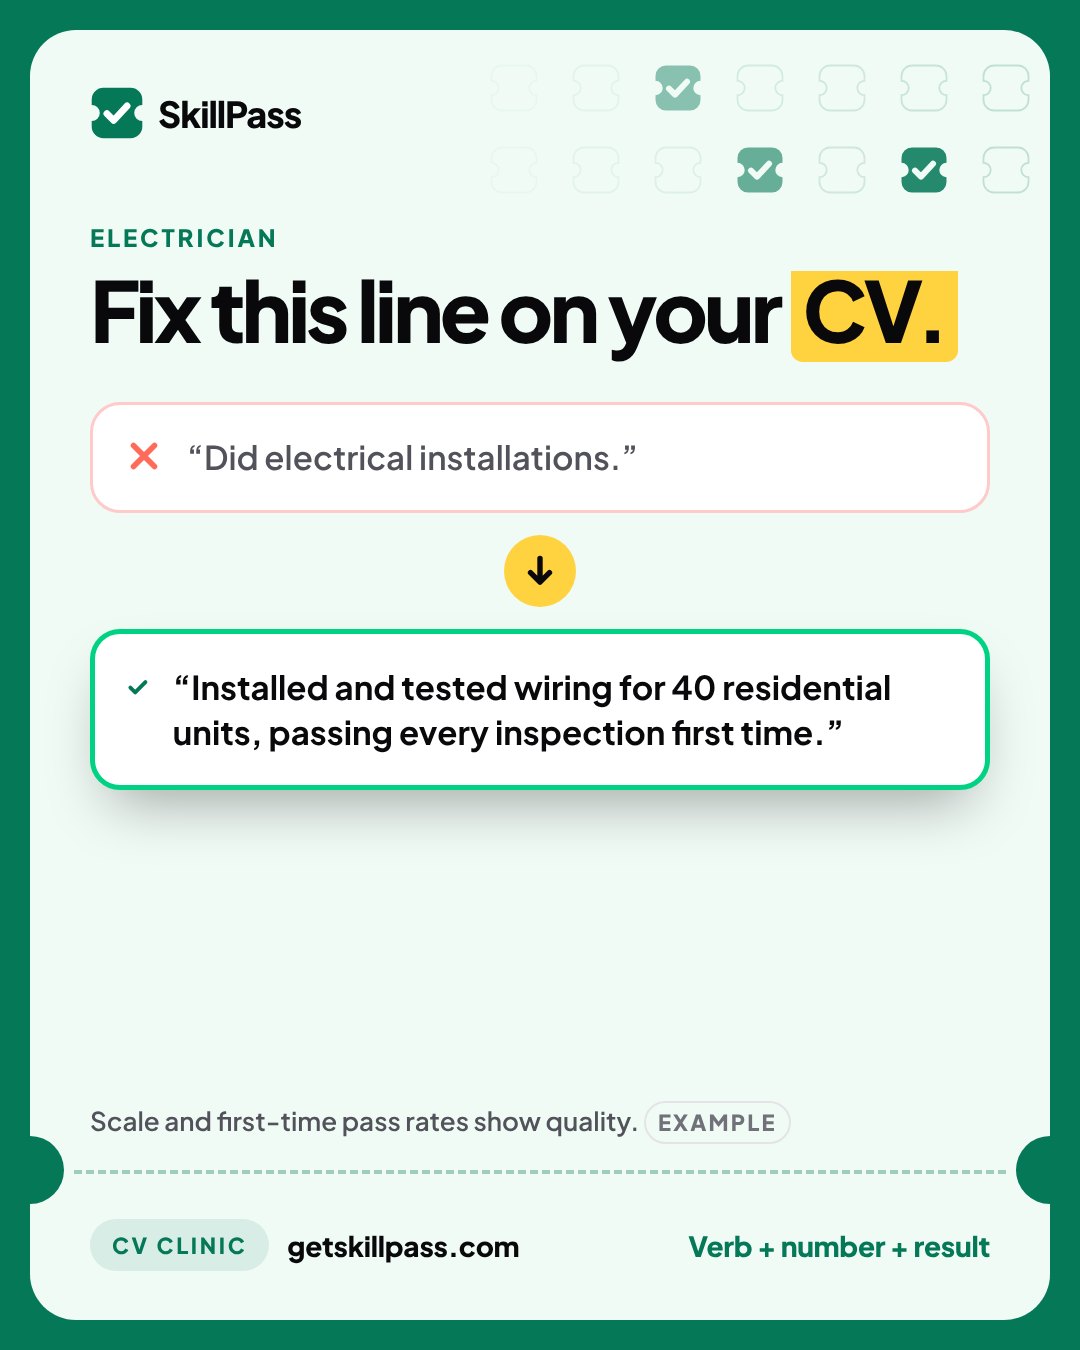 SkillPass
ELECTRICIAN
Fix this line on your CV.
“Did electrical installations.”
“Installed and tested wiring for 40 residential
units, passing every inspection first time.”
Scale and first-time pass rates show quality. EXAMPLE
CV CLINIC getskillpass.com Verb + number + result